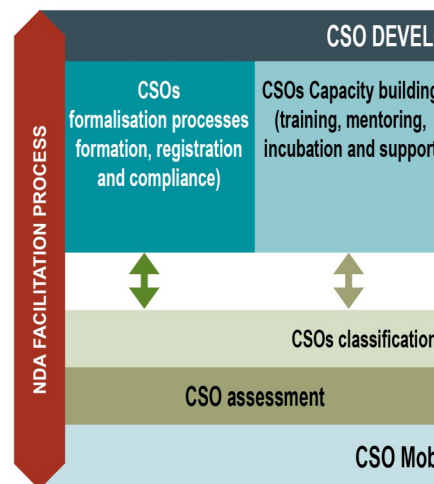 CSO DEVEL
NDA FACILITATION PROCESS
CSOs
formalisation processes
formation, registration
and compliance)
CSOs Capacity building
(training, mentoring,
incubation and support
CSOs classification
CSO assessment
CSO Mob